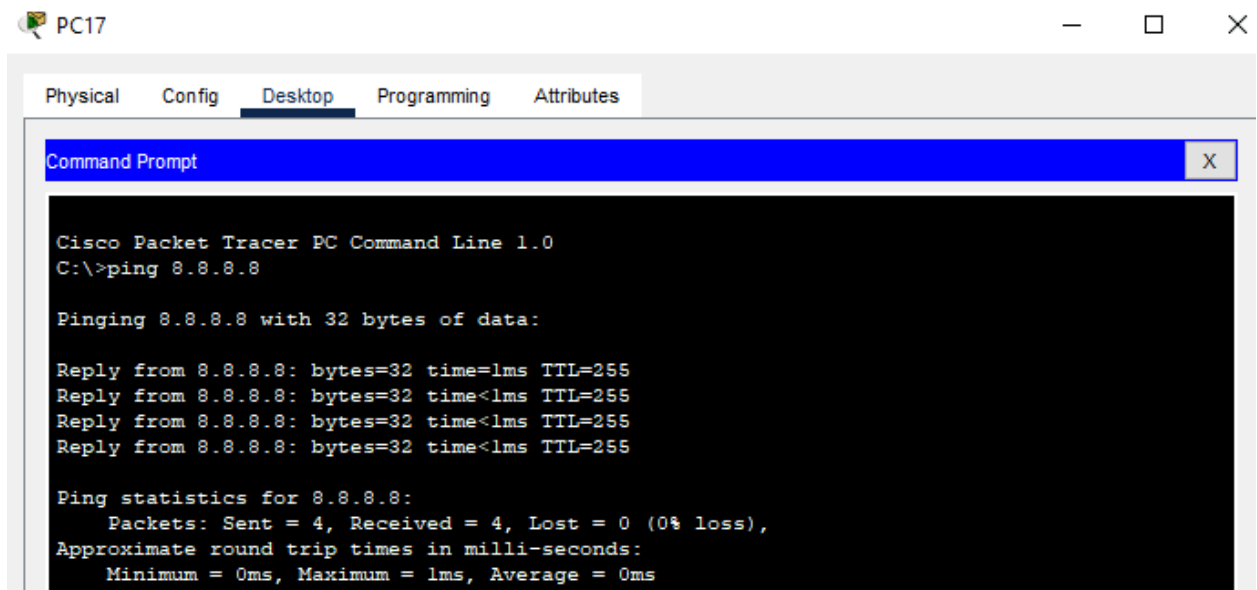 PC17
Physical Config Desktop Programming Attributes
Command Prompt
X
Cisco Packet Tracer PC Command Line 1.0
C:\>ping 8.8.8.8
Pinging 8.8.8.8 with 32 bytes of data:
Reply from 8.8.8.8: bytes=32 time=1ms TTL=255
Reply from 8.8.8.8: bytes=32 time<1ms TTL=255
Reply from 8.8.8.8: bytes=32 time<1ms TTL=255
Reply from 8.8.8.8: bytes=32 time<1ms TTL=255
Ping statistics for 8.8.8.8:
Packets: Sent = 4, Received = 4, Lost = 0 (0% loss),
Approximate round trip times in milli-seconds:
Minimum = 0ms, Maximum = 1ms, Average = 0ms